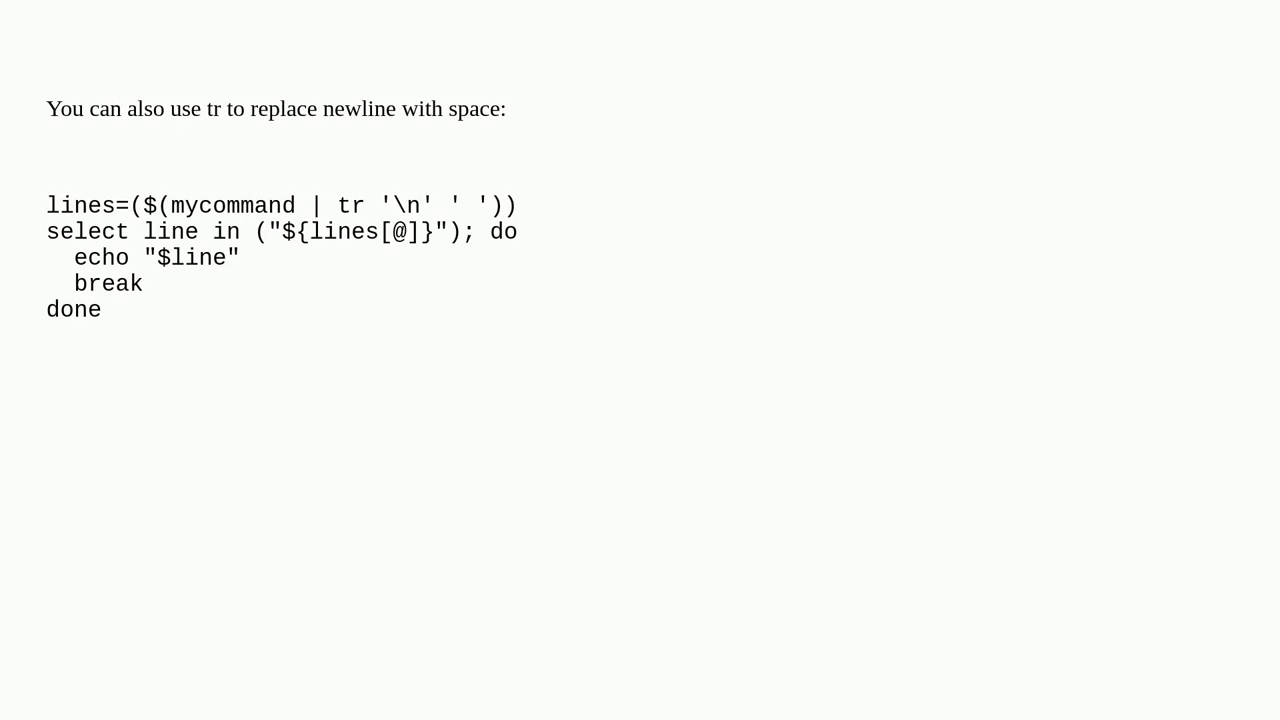 You can also use tr to replace newline with space:
lines=($(mycommand | tr '\n' ' '))
select line in ("${lines[@]}"); do
  echo "$line"
  break
done